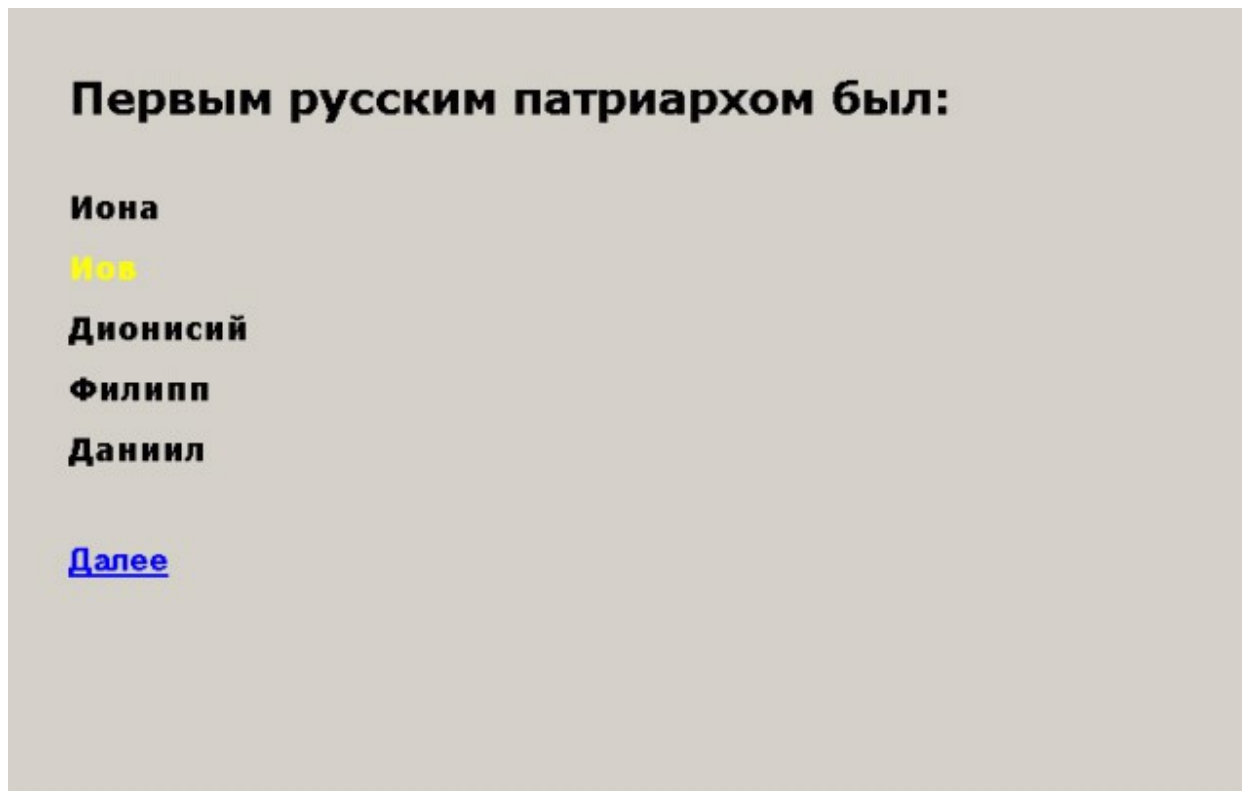 Первым русским патриархом был:
Иона
Иов
Дионисий
Филипп
Даниил
Далее